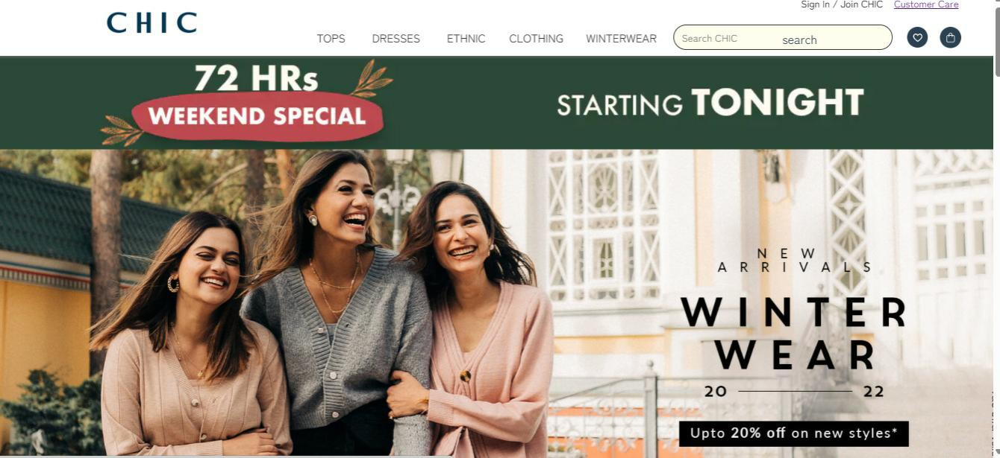 Sign In / Join CHIC Customer Care
CHIC
TOPS DRESSES ETHNIC CLOTHING WINTERWEAR Search CHIC search
72 HRs
WEEKEND SPECIAL
STARTING TONIGHT
NEW
ARRIVALS
WINTER
WEAR
20 22
Upto 20% off on new styles*